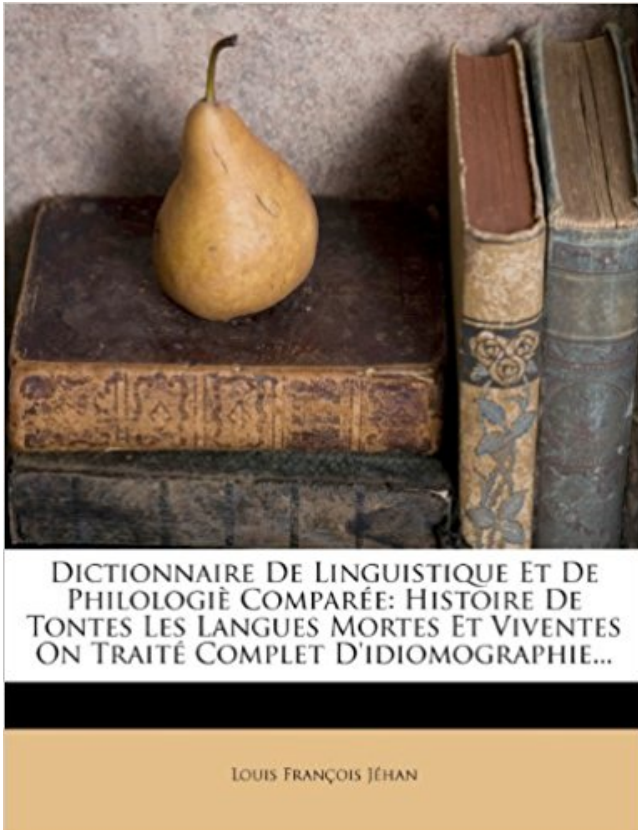 Dictionnaire De Linguistique Et De
Philologiè Comparée: Histoire De
Tontes Les Langues Mortes Et Viventes
On Traité Complet D'idiomographie...
Louis François Jéhan